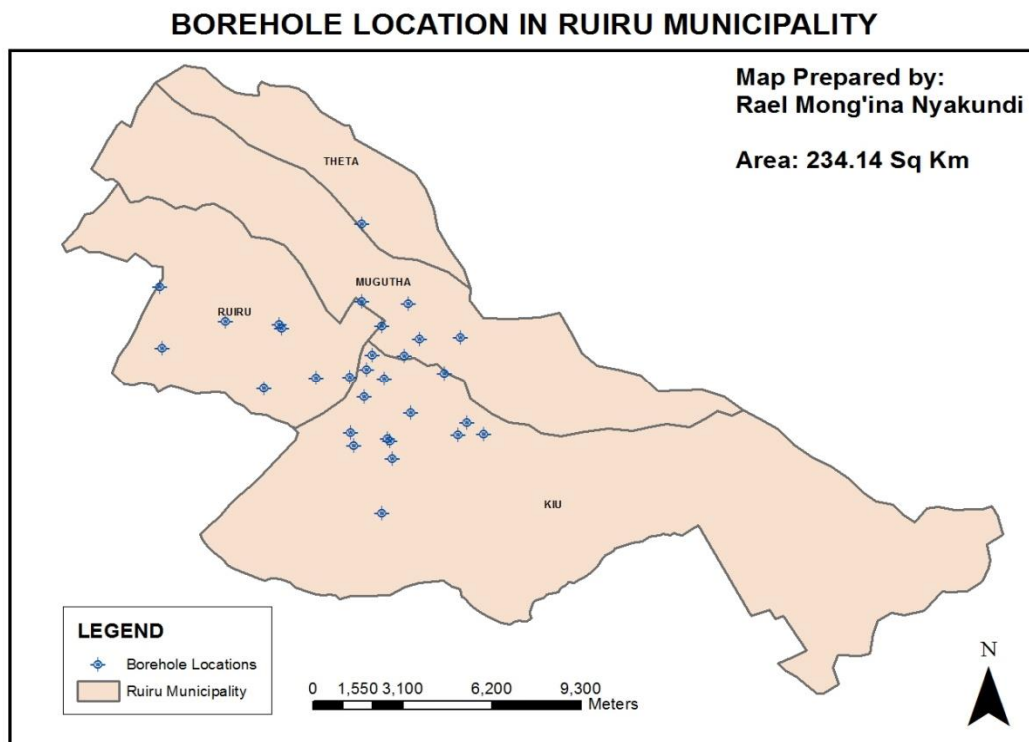 BOREHOLE LOCATION IN RUIRU MUNICIPALITY
Map Prepared by:
Rael Mong'ina Nyakundi
Area: 234.14 Sq Km
THETA
MUGUTHA
RUIRU
KIU
LEGEND
Borehole Locations
Ruiru Municipality
0 1,550 3,100 6,200 9,300
Meters
N